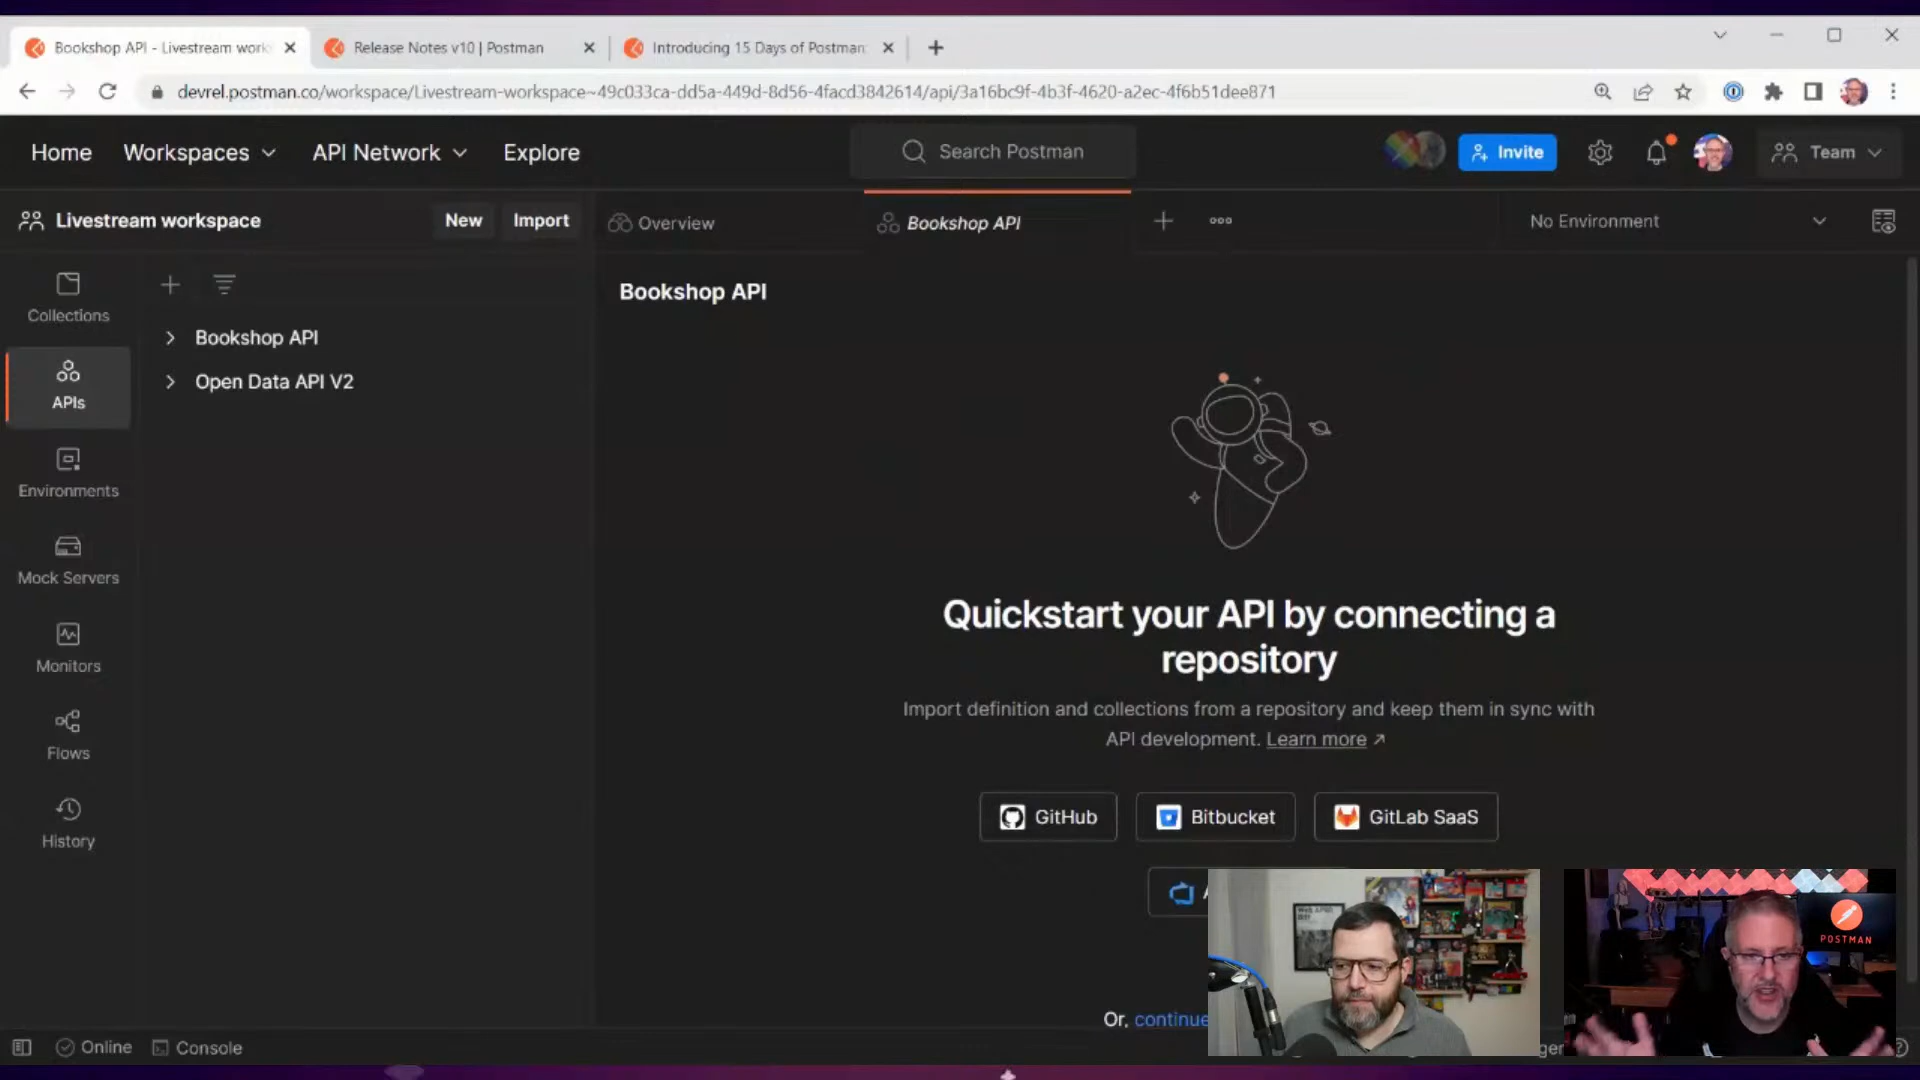 Bookshop API - Livestream work
Release Notes v10 | Postman
Introducing 15 Days of Postman
devrel.postman.co/workspace/Livestream-workspace~49c033ca-dd5a-449d-8d56-4facd3842614/api/3a16bc9f-4b3f-4620-a2ec-4f6b51dee871
Home
Workspaces
API Network
Explore
Search Postman
Invite
Team
Livestream workspace
New
Import
Overview
Bookshop API
No Environment
Collections
APIs
Environments
Mock Servers
Monitors
Flows
History
Bookshop API
Open Data API V2
Bookshop API
Quickstart your API by connecting a
repository
Import definition and collections from a repository and keep them in sync with
API development. Learn more
GitHub
Bitbucket
GitLab SaaS
Or, continue
POSTMAN
Online
Console